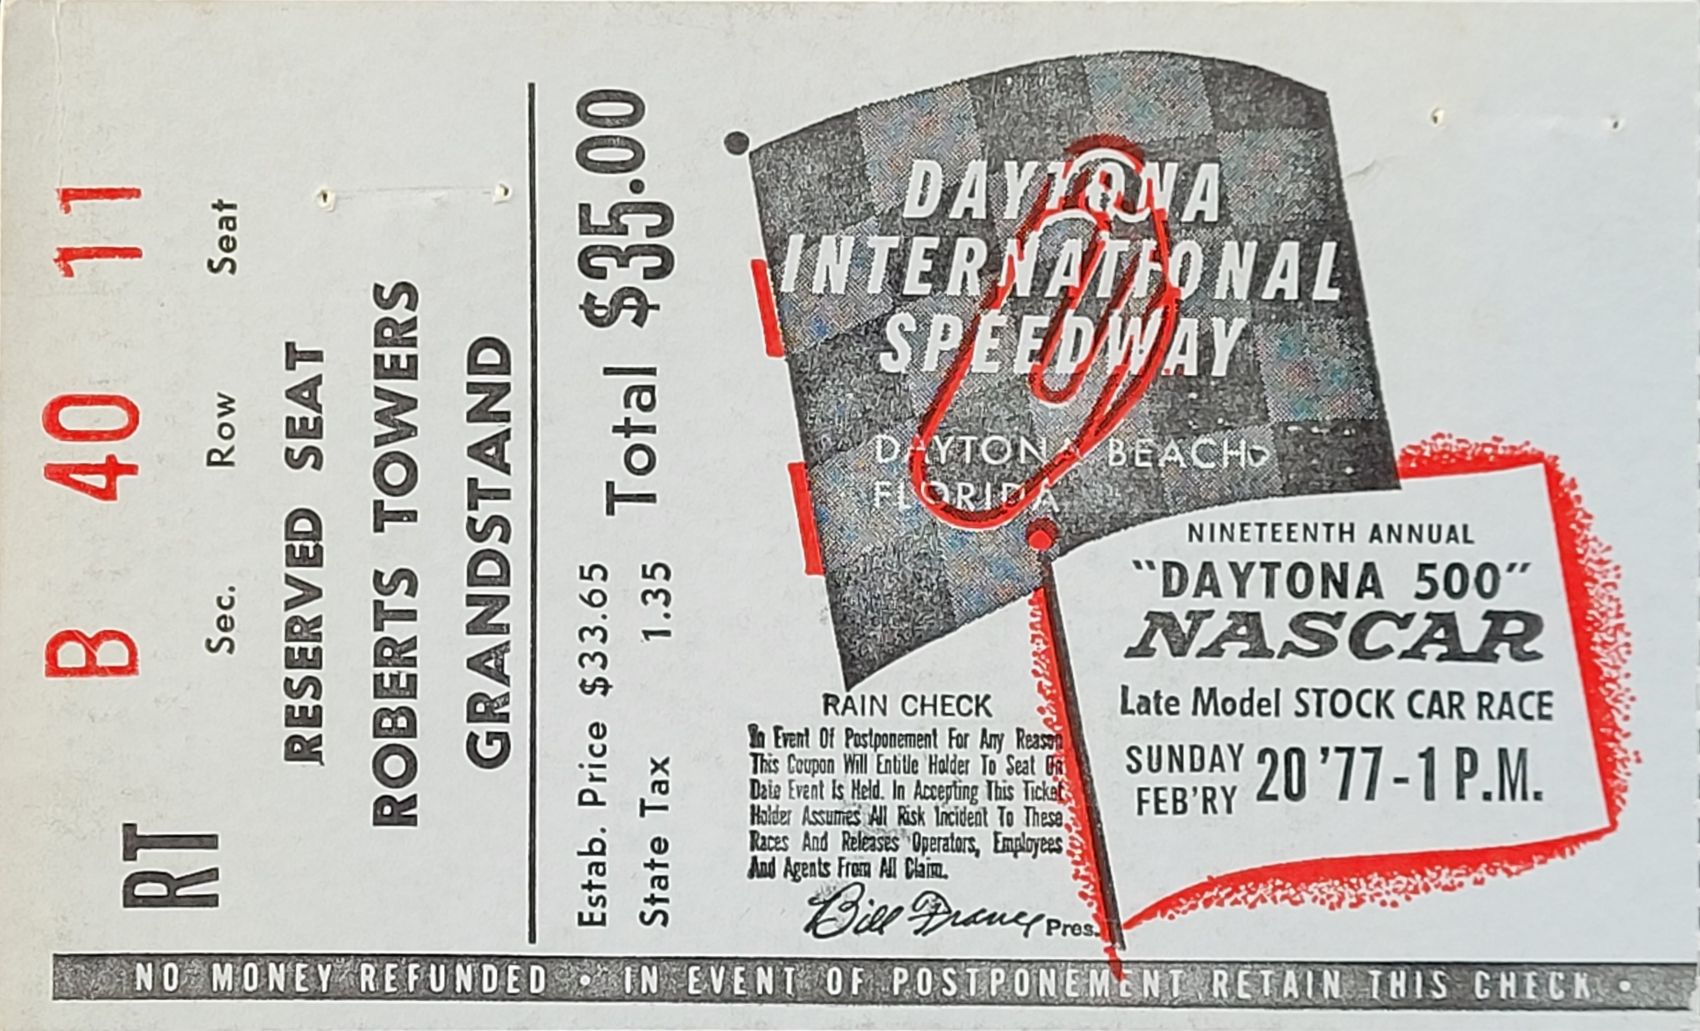 B 40 11
Sec. Row Seat
RT
RESERVED SEAT
ROBERTS TOWERS
GRANDSTAND
Estab. Price $33.65
State Tax 1.35
Total $35.00
DAYTONA
INTERNATIONAL
SPEEDWAY
DAYTONA BEACH
FLORIDA
NINETEENTH ANNUAL
"DAYTONA 500"
NASCAR
Late Model STOCK CAR RACE
SUNDAY
FEB'RY 20 '77-1 P.M.
RAIN CHECK
In Event Of Postponement For Any Reason
This Coupon Will Entitle Holder To Seat On
Date Event Is Held. In Accepting This Ticket
Holder Assumes All Risk Incident To These
Races And Releases Operators, Employees
And Agents From All Claim.
Bill France Pres.
NO MONEY REFUNDED • IN EVENT OF POSTPONEMENT RETAIN THIS CHECK •